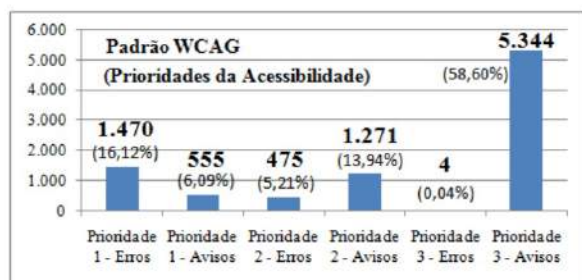 6.000
5.000
4.000
3.000
2.000
1.000
0
Padrão WCAG
(Prioridades da Acessibilidade)
1.470
(16,12%)
555
(6,09%)
475
(5,21%)
1.271
(13,94%)
4
(0,04%)
5.344
(58,60%)
Prioridade
1 - Erros
Prioridade
1 - Avisos
Prioridade
2 - Erros
Prioridade
2 - Avisos
Prioridade
3 - Erros
Prioridade
3 - Avisos